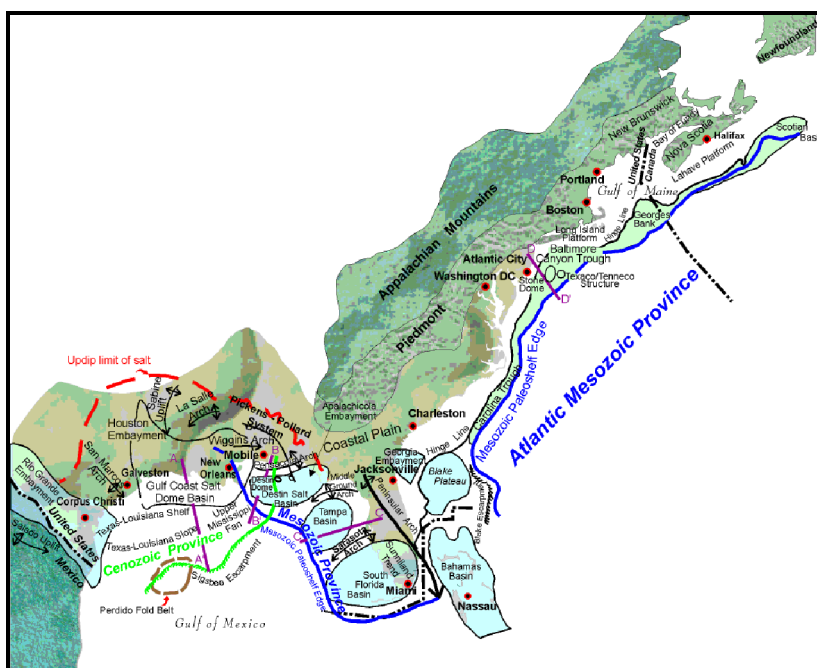 Newfoundland
New Brunswick
Bay of Fundy
Nova Scotia
Halifax
Scotian
Bas
Lahave Platform
United States
Canada
Portland
Gulf of Maine
Boston
Georges
Bank
Hinge Line
Long Island
Platform
Appalachian Mountains
Piedmont
Atlantic City
Washington DC
Baltimore
Canyon Trough
D
D'
Stone
Dome
Texaco/Tenneco
Structure
Atlantic Mesozoic Province
Mesozoic Paleoshelf Edge
Carolina Trough
Updip limit of salt
Sabine
Uplift
La Salle
Arch
Pickens - Pollard
System
Houston
Embayment
Wiggins Arch
Apalachicola
Embayment
Coastal Plain
Charleston
Hinge Line
San Marcos
Arch
Galveston
A
New
Orleans
Mobile
B
Pensacola Arch
Georgia
Embayment
Jacksonville
Blake
Plateau
Blake Escarpment
Rio Grande
Embayment
Corpus Christi
Gulf Coast Salt
Dome Basin
Destin
Dome
Destin Salt
Basin
Middle
Ground
Arch
Peninsular Arch
United States
Mexico
Salado Uplift
Texas-Louisiana Shelf
Texas-Louisiana Slope
Upper
Mississippi
Fan
B'
Tampa
Basin
C
Mesozoic Province
Mesozoic Paleoshelf Edge
Sarasota
Arch
Sunniland
Trend
Cenozoic Province
A'
Sigsbee Escarpment
South
Florida
Basin
Miami
Bahamas
Basin
Nassau
Perdido Fold Belt
Gulf of Mexico